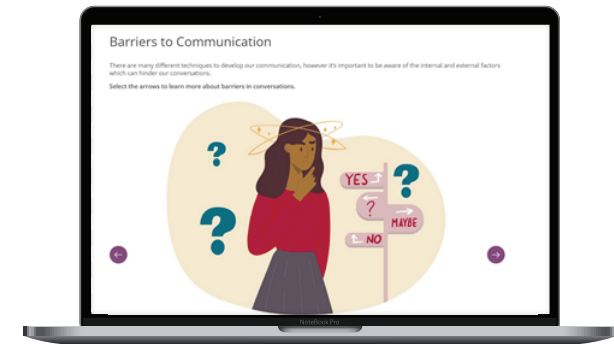 Barriers to Communication
There are many different techniques to develop our communication, however it's important to be aware of the internal and external factors
which can hinder our conversations.
Select the arrows to learn more about barriers in conversations.
?
?
YES
?
?
MAYBE
NO
NoteBook Pro